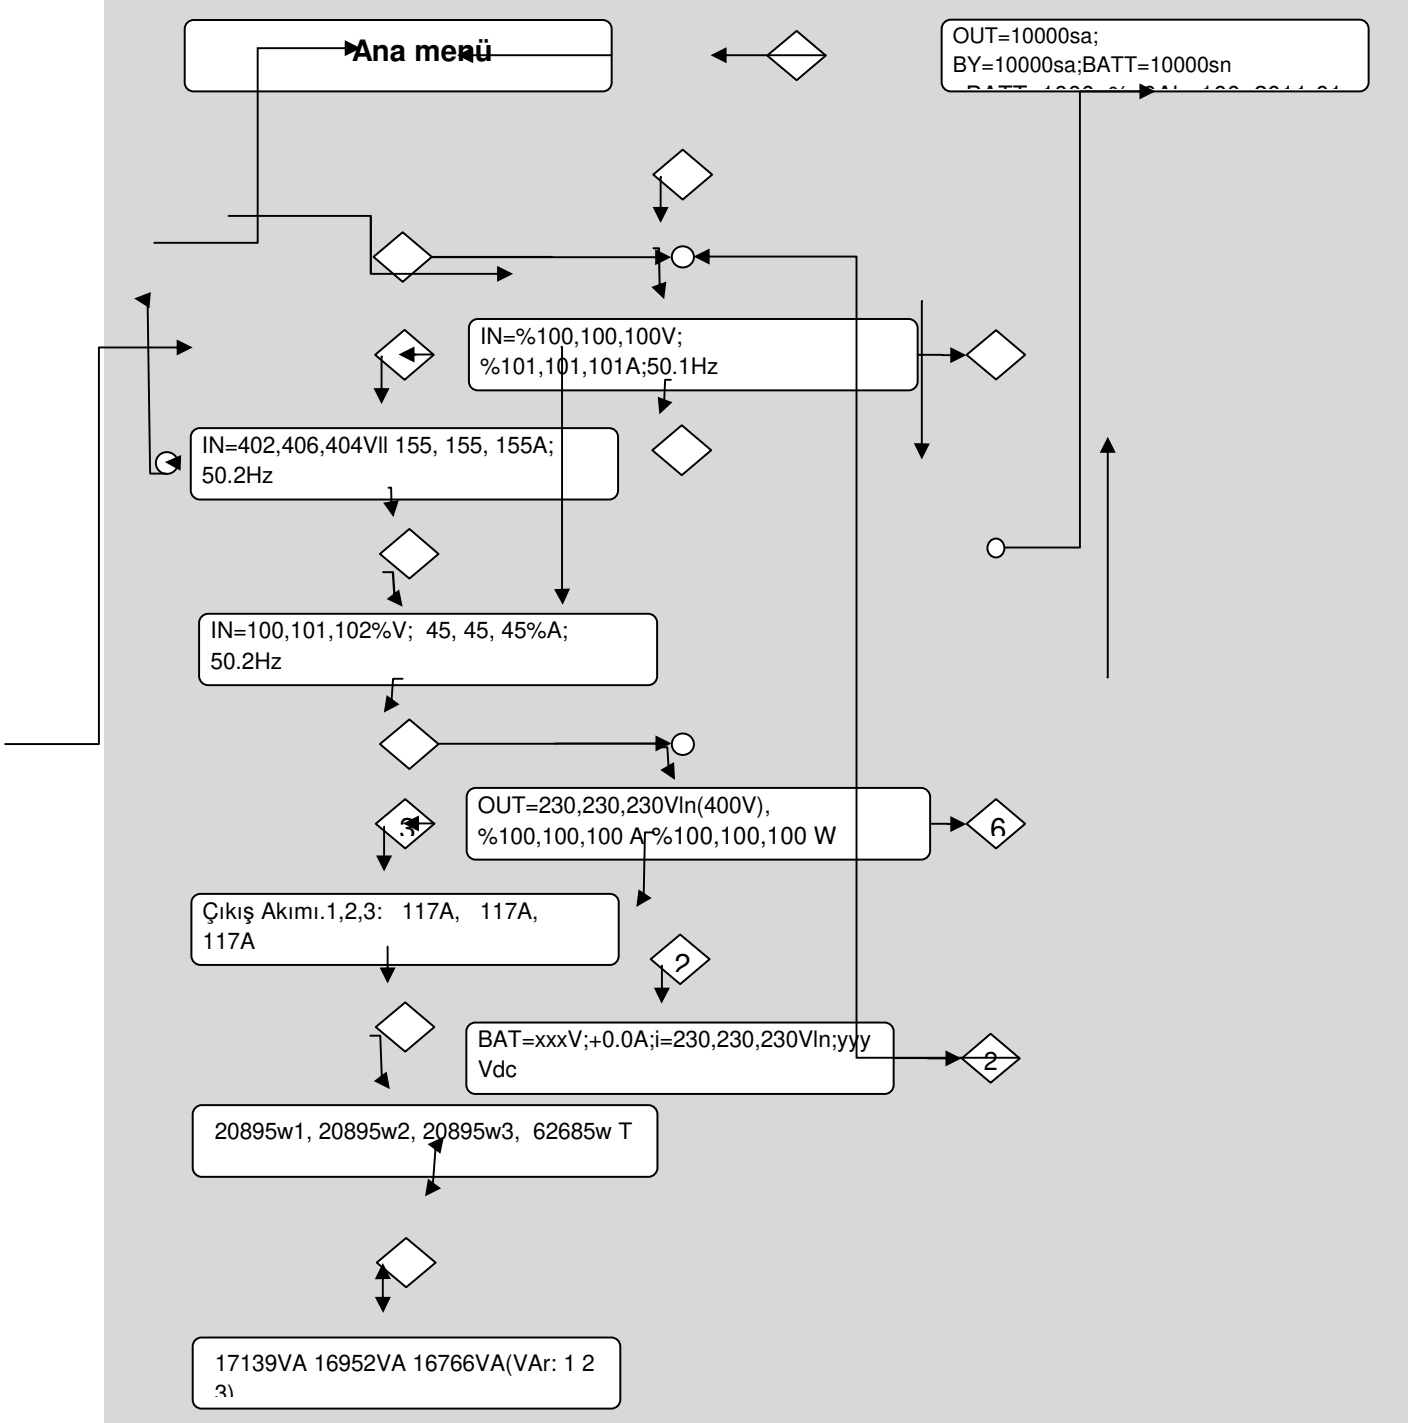 Ana menü
OUT=10000sa;
BY=10000sa;BATT=10000sn
IN=%100,100,100V;
%101,101,101A;50.1Hz
IN=402,406,404Vll 155, 155, 155A;
50.2Hz
IN=100,101,102%V; 45, 45, 45%A;
50.2Hz
OUT=230,230,230Vln(400V),
%100,100,100 A %100,100,100 W
3
6
Çıkış Akımı.1,2,3: 117A, 117A,
117A
2
BAT=xxxV;+0.0A;i=230,230,230Vln;yyy
Vdc
2
20895w1, 20895w2, 20895w3, 62685w T
17139VA 16952VA 16766VA(VAr: 1 2
3)